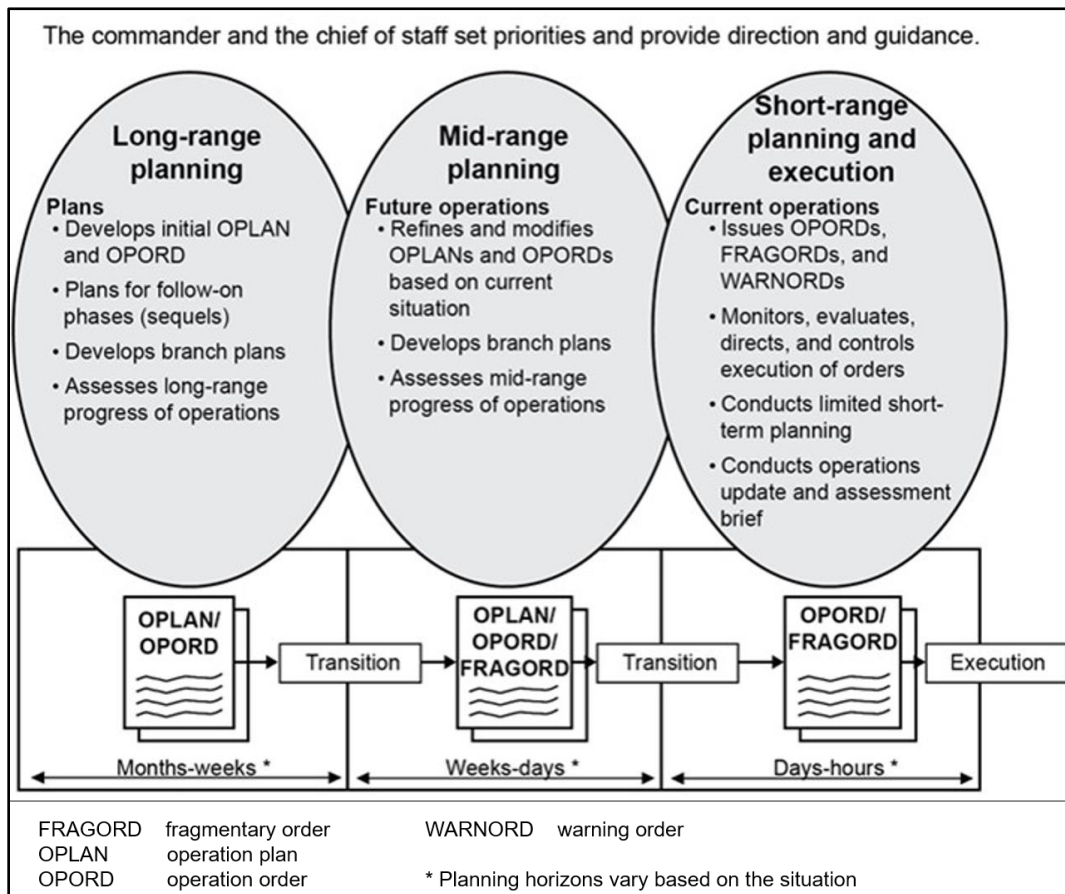 The commander and the chief of staff set priorities and provide direction and guidance.
Long-range
planning
Plans
• Develops initial OPLAN
and OPORD
• Plans for follow-on
phases (sequels)
• Develops branch plans
• Assesses long-range
progress of operations
Mid-range
planning
Future operations
• Refines and modifies
OPLANs and OPORDs
based on current
situation
• Develops branch plans
• Assesses mid-range
progress of operations
Short-range
planning and
execution
Current operations
• Issues OPORDs,
FRAGORDs, and
WARNORDs
• Monitors, evaluates,
directs, and controls
execution of orders
• Conducts limited short-
term planning
• Conducts operations
update and assessment
brief
OPLAN/
OPORD
Transition
OPLAN/
OPORD/
FRAGORD
Transition
OPORD/
FRAGORD
Execution
Months-weeks *
Weeks-days *
Days-hours *
FRAGORD fragmentary order
OPLAN operation plan
OPORD operation order
WARNORD warning order
* Planning horizons vary based on the situation